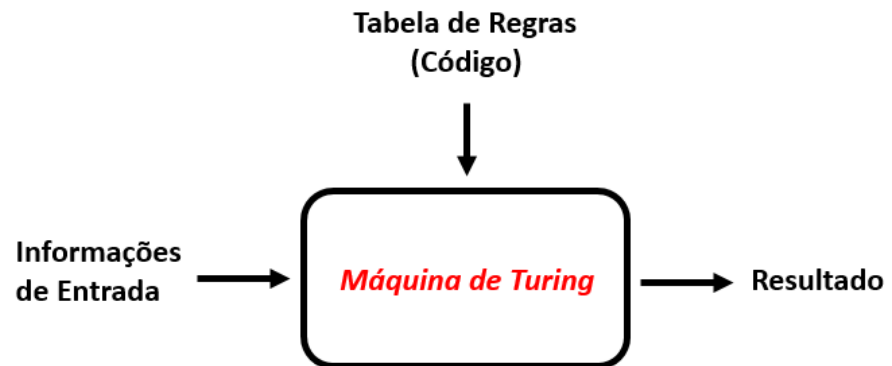 Tabela de Regras
(Código)
Informações
de Entrada
Máquina de Turing
Resultado